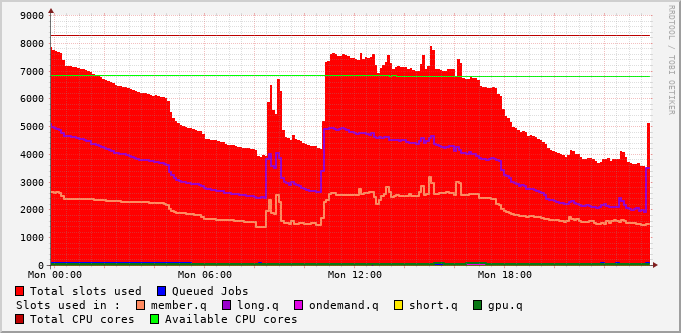 9000
8000
7000
6000
5000
4000
3000
2000
1000
0
Mon 00:00 Mon 06:00 Mon 12:00 Mon 18:00
Total slots used Queued Jobs
Slots used in : member.q long.q ondemand.q short.q gpu.q
Total CPU cores Available CPU cores
RRDTOOL / TOBI OETIKER